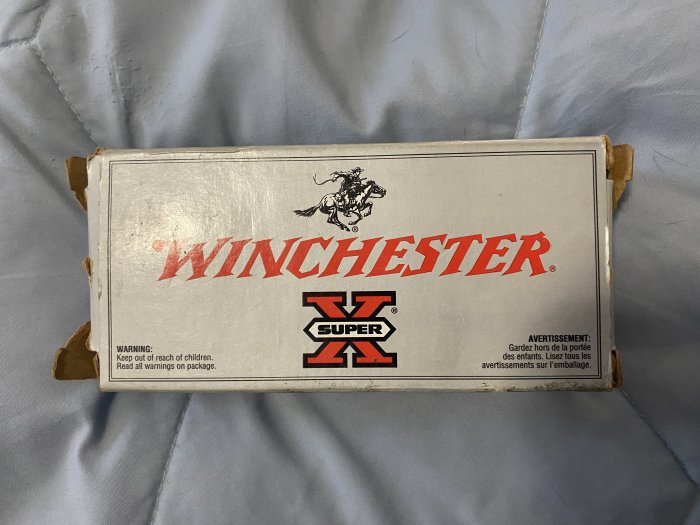 ®
WINCHESTER®
SUPER X®
WARNING:
Keep out of reach of children.
Read all warnings on package.
AVERTISSEMENT:
Gardez hors de la portée
des enfants. Lisez tous les
avertissements sur l'emballage.